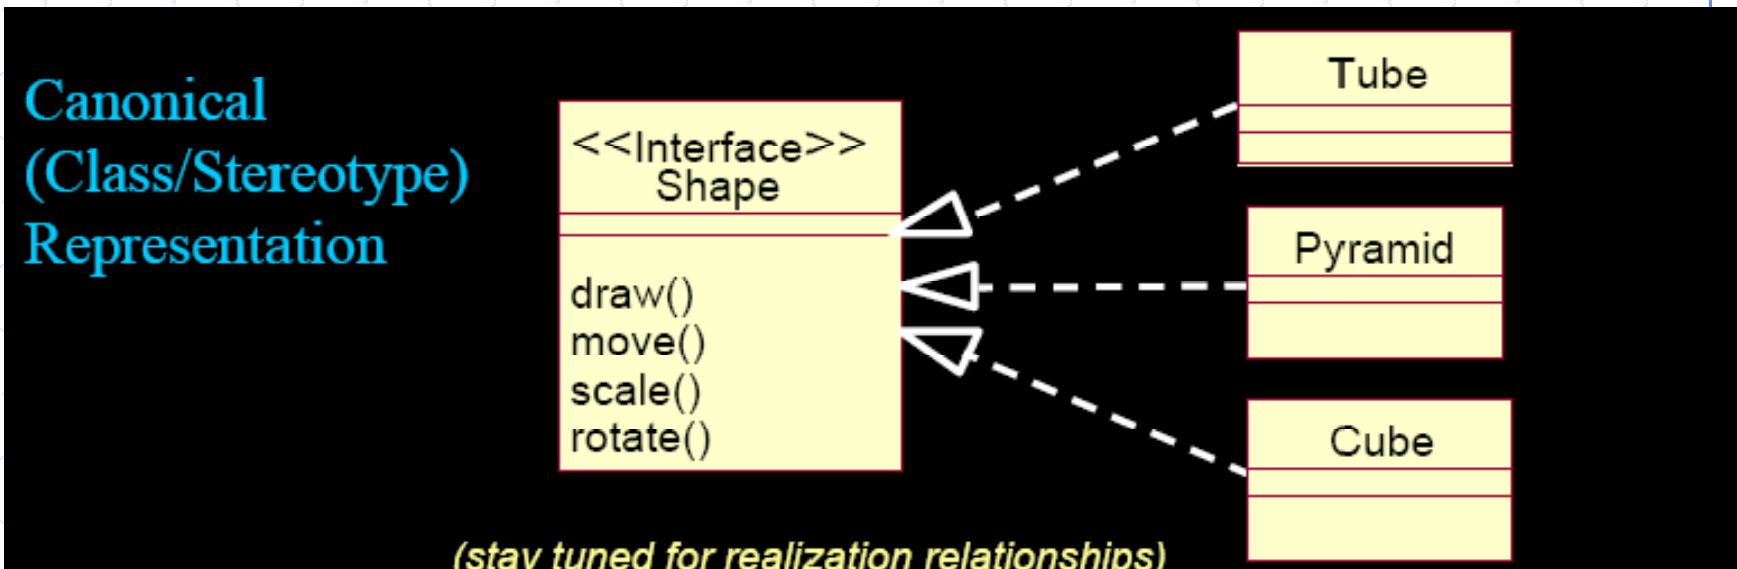 Canonical
(Class/Stereotype)
Representation
<<Interface>>
Shape
draw()
move()
scale()
rotate()
Tube
Pyramid
Cube
(stay tuned for realization relationships)